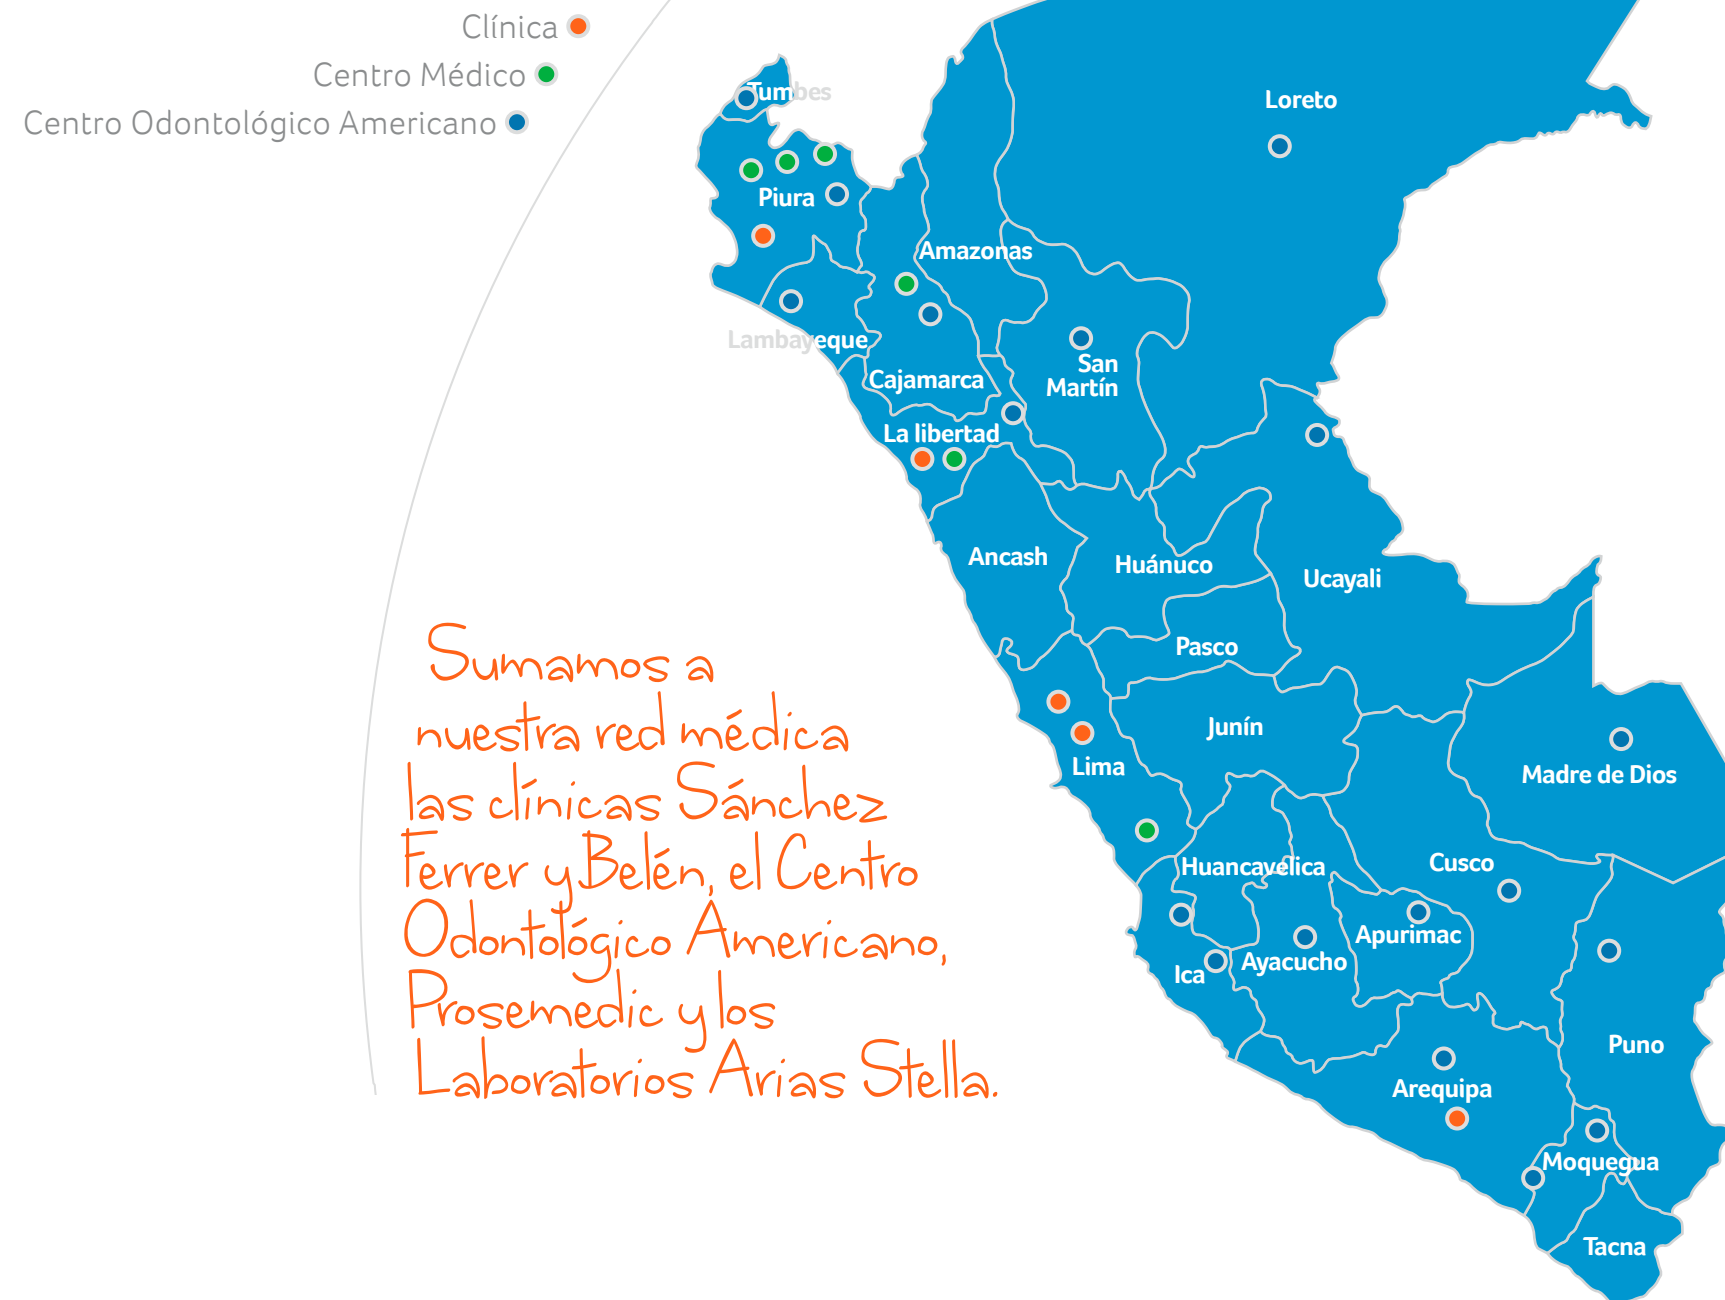 Clínica
Centro Médico
Centro Odontológico Americano
Tumbes
Loreto
Piura
Amazonas
Lambayeque
San
Martín
Cajamarca
La libertad
Ancash
Huánuco
Ucayali
Pasco
Junín
Lima
Madre de Dios
Huancavelica
Cusco
Apurimac
Ayacucho
Ica
Puno
Arequipa
Moquegua
Tacna
Sumamos a
nuestra red médica
las clínicas Sánchez
Ferrer y Belén, el Centro
Odontológico Americano,
Prosemedic y los
Laboratorios Arias Stella.